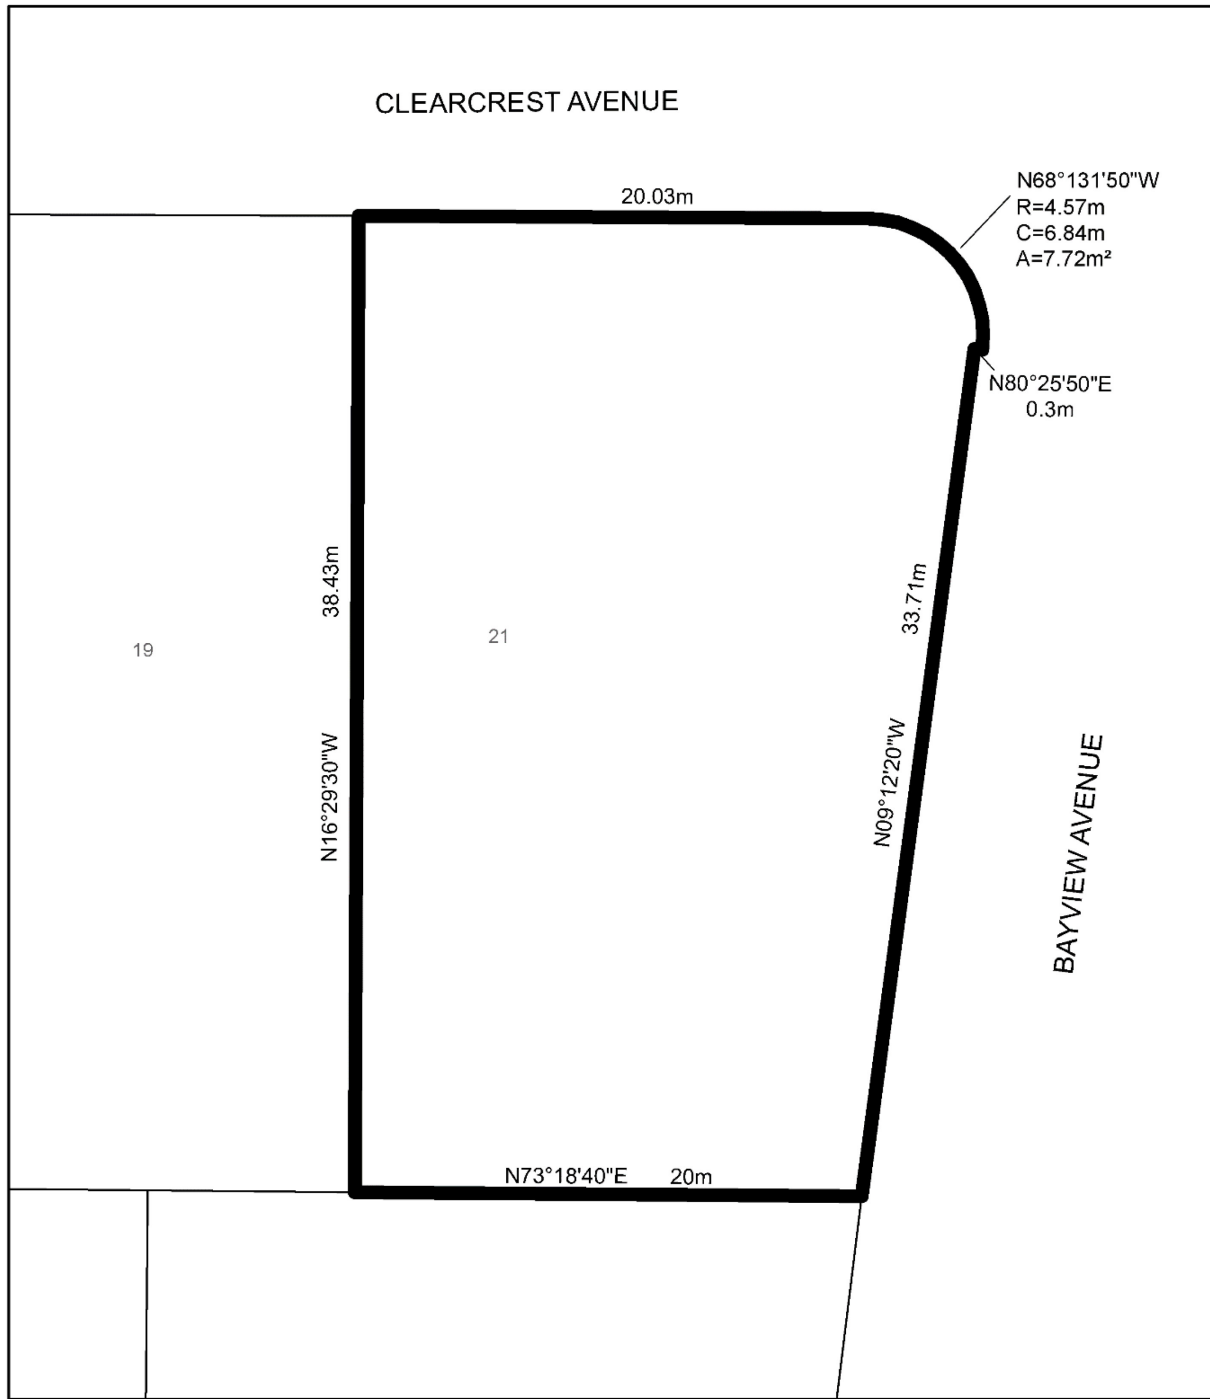 CLEARCREST AVENUE
20.03m
N68°131'50"W
R=4.57m
C=6.84m
A=7.72m²
N80°25'50"E
0.3m
38.43m
33.71m
19
21
N16°29'30"W
N09°12'20"W
BAYVIEW AVENUE
N73°18'40"E 20m